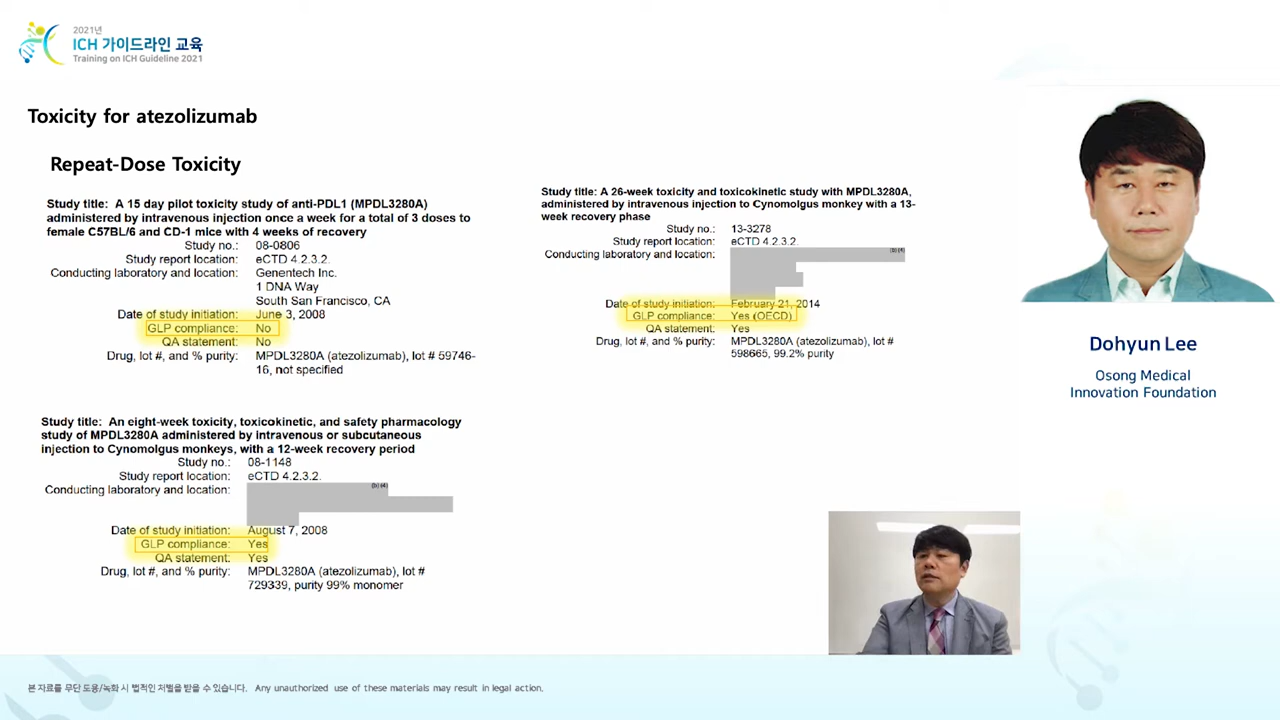 2021년
ICH 가이드라인 교육
Training on ICH Guideline 2021
Toxicity for atezolizumab
Repeat-Dose Toxicity
Study title: A 15 day pilot toxicity study of anti-PDL1 (MPDL3280A)
administered by intravenous injection once a week for a total of 3 doses to
female C57BL/6 and CD-1 mice with 4 weeks of recovery
Study no.: 08-0806
Study report location: eCTD 4.2.3.2.
Conducting laboratory and location: Genentech Inc.
1 DNA Way
South San Francisco, CA
Date of study initiation: June 3, 2008
GLP compliance: No
QA statement: No
Drug, lot #, and % purity: MPDL3280A (atezolizumab), lot # 59746-
16, not specified
Study title: An eight-week toxicity, toxicokinetic, and safety pharmacology
study of MPDL3280A administered by intravenous or subcutaneous
injection to Cynomolgus monkeys, with a 12-week recovery period
Study no.: 08-1148
Study report location: eCTD 4.2.3.2.
Conducting laboratory and location:
(b) (4)
Date of study initiation: August 7, 2008
GLP compliance: Yes
QA statement: Yes
Drug, lot #, and % purity: MPDL3280A (atezolizumab), lot #
729339, purity 99% monomer
Study title: A 26-week toxicity and toxicokinetic study with MPDL3280A,
administered by intravenous injection to Cynomolgus monkey with a 13-
week recovery phase
Study no.: 13-3278
Study report location: eCTD 4.2.3.2.
Conducting laboratory and location:
(b) (4)
Date of study initiation: February 21, 2014
GLP compliance: Yes (OECD)
QA statement: Yes
Drug, lot #, and % purity: MPDL3280A (atezolizumab), lot #
598665, 99.2% purity
Dohyun Lee
Osong Medical
Innovation Foundation
본 자료를 무단 도용/녹화 시 법적인 처벌을 받을 수 있습니다. Any unauthorized use of these materials may result in legal action.